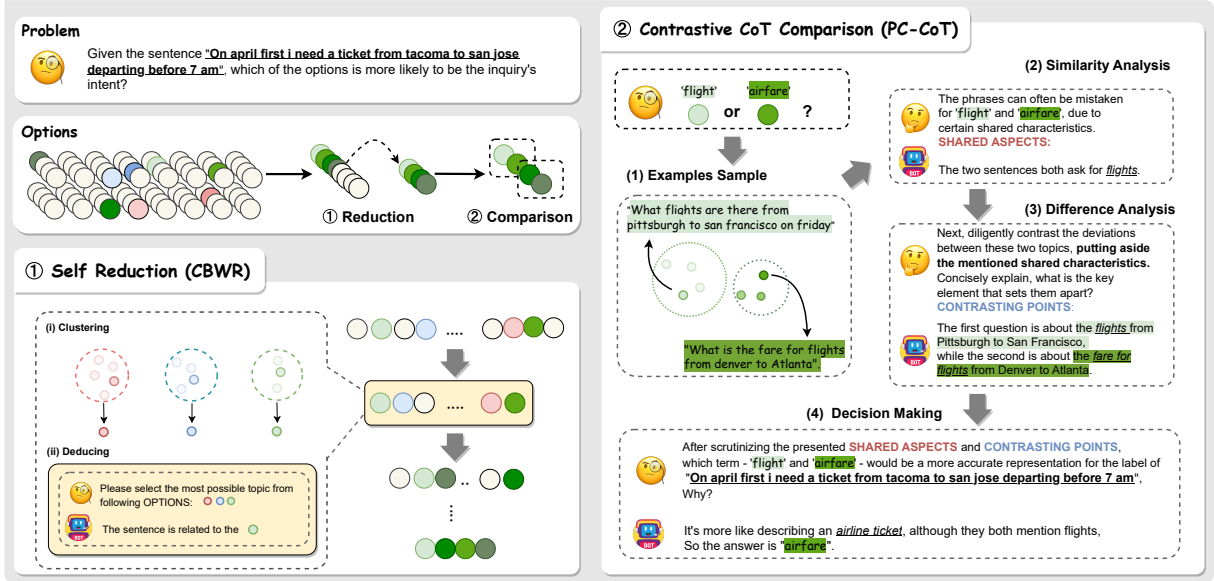 Problem
Given the sentence "On april first i need a ticket from tacoma to san jose
departing before 7 am", which of the options is more likely to be the inquiry's
intent?
Options
① Reduction
② Comparison
① Self Reduction (CBWR)
(i) Clustering
(ii) Deducing
Please select the most possible topic from
following OPTIONS:
BOT
The sentence is related to the
....
....
..
⋮
② Contrastive CoT Comparison (PC-CoT)
'flight'
'airfare'
or
?
(1) Examples Sample
"What flights are there from
pittsburgh to san francisco on friday"
"What is the fare for flights
from denver to Atlanta".
(2) Similarity Analysis
The phrases can often be mistaken
for 'flight' and 'airfare', due to
certain shared characteristics.
SHARED ASPECTS:
BOT
The two sentences both ask for flights.
(3) Difference Analysis
Next, diligently contrast the deviations
between these two topics, putting aside
the mentioned shared characteristics.
Concisely explain, what is the key
element that sets them apart?
CONTRASTING POINTS:
BOT
The first question is about the flights from
Pittsburgh to San Francisco,
while the second is about the fare for
flights from Denver to Atlanta.
(4) Decision Making
After scrutinizing the presented SHARED ASPECTS and CONTRASTING POINTS,
which term - 'flight' and 'airfare' - would be a more accurate representation for the label of
"On april first i need a ticket from tacoma to san jose departing before 7 am",
Why?
BOT
It's more like describing an airline ticket, although they both mention flights,
So the answer is "airfare".